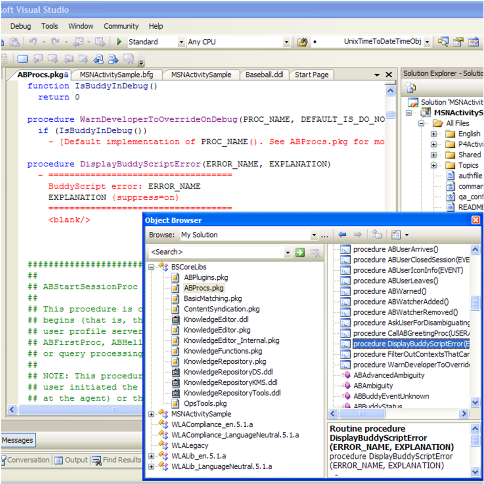 soft Visual Studio
Debug Tools Window Community Help
Standard Any CPU UnixTimeToDateTimeObj
ABProcs.pkg MSNActivitySample.bfg MSNActivitySample Baseball.ddl Start Page
function IsBuddyInDebug()
return 0
procedure WarnDeveloperToOverrideOnDebug(PROC_NAME, DEFAULT_IS_DO_NO
if (IsBuddyInDebug())
- [Default implementation of PROC_NAME(). See ABProcs.pkg for mo
procedure DisplayBuddyScriptError(ERROR_NAME, EXPLANATION)
- ===================================
BuddyScript error: ERROR_NAME
EXPLANATION {suppress=on}
===================================
<blank/>
########################
##
## ABStartSessionProc
##
## This procedure is c
## begins (that is, th
## user profile server
## ABFirstProc, ABHell
## or query processing
##
## NOTE: This procedur
## user initiated the
## at the agent) or th
Solution Explorer - Solutio
Solution 'MSNActivit
MSNActivityS
All Files
English
P4Activ
Shared
Topics
authfile
comman
qa_conf
README
Object Browser
Browse: My Solution
<Search>
BSCoreLibs
ABPlugins.pkg
ABProcs.pkg
BasicMatching.pkg
ContentSyndication.pkg
KnowledgeEditor.ddl
KnowledgeEditor.pkg
KnowledgeEditor_Internal.pkg
KnowledgeFunctions.pkg
KnowledgeRepository.pkg
KnowledgeRepositoryDS.ddl
KnowledgeRepositoryKMS.ddl
KnowledgeRepositoryTools.ddl
OpsTools.pkg
MSNActivitySample
WLACompliance_en.5.1.a
WLACompliance_LanguageNeutral.5.1.a
WLALegacy
WLALib_en.5.1.a
WLALib_LanguageNeutral.5.1.a
procedure ABUserArrives()
procedure ABUserClosedSession(EVE
procedure ABUserIconInfo(EVENT)
procedure ABUserLeaves()
procedure ABWarned()
procedure ABWatcherAdded()
procedure ABWatcherRemoved()
procedure AskUserForDisambiguating
procedure CallABGreetingProc(USERA
procedure DisplayBuddyScriptError(E
procedure FilterOutContextsThatCan
procedure WarnDeveloperToOverride
ABAdvancedAmbiguity
ABAmbiguity
ABBuddyEventUnknown
ABBuddyStatus
Routine procedure
DisplayBuddyScriptError
(ERROR_NAME, EXPLANATION)
procedure DisplayBuddyScriptError
(ERROR_NAME, EXPLANATION)
-
Messages
Conversation Output Find Results